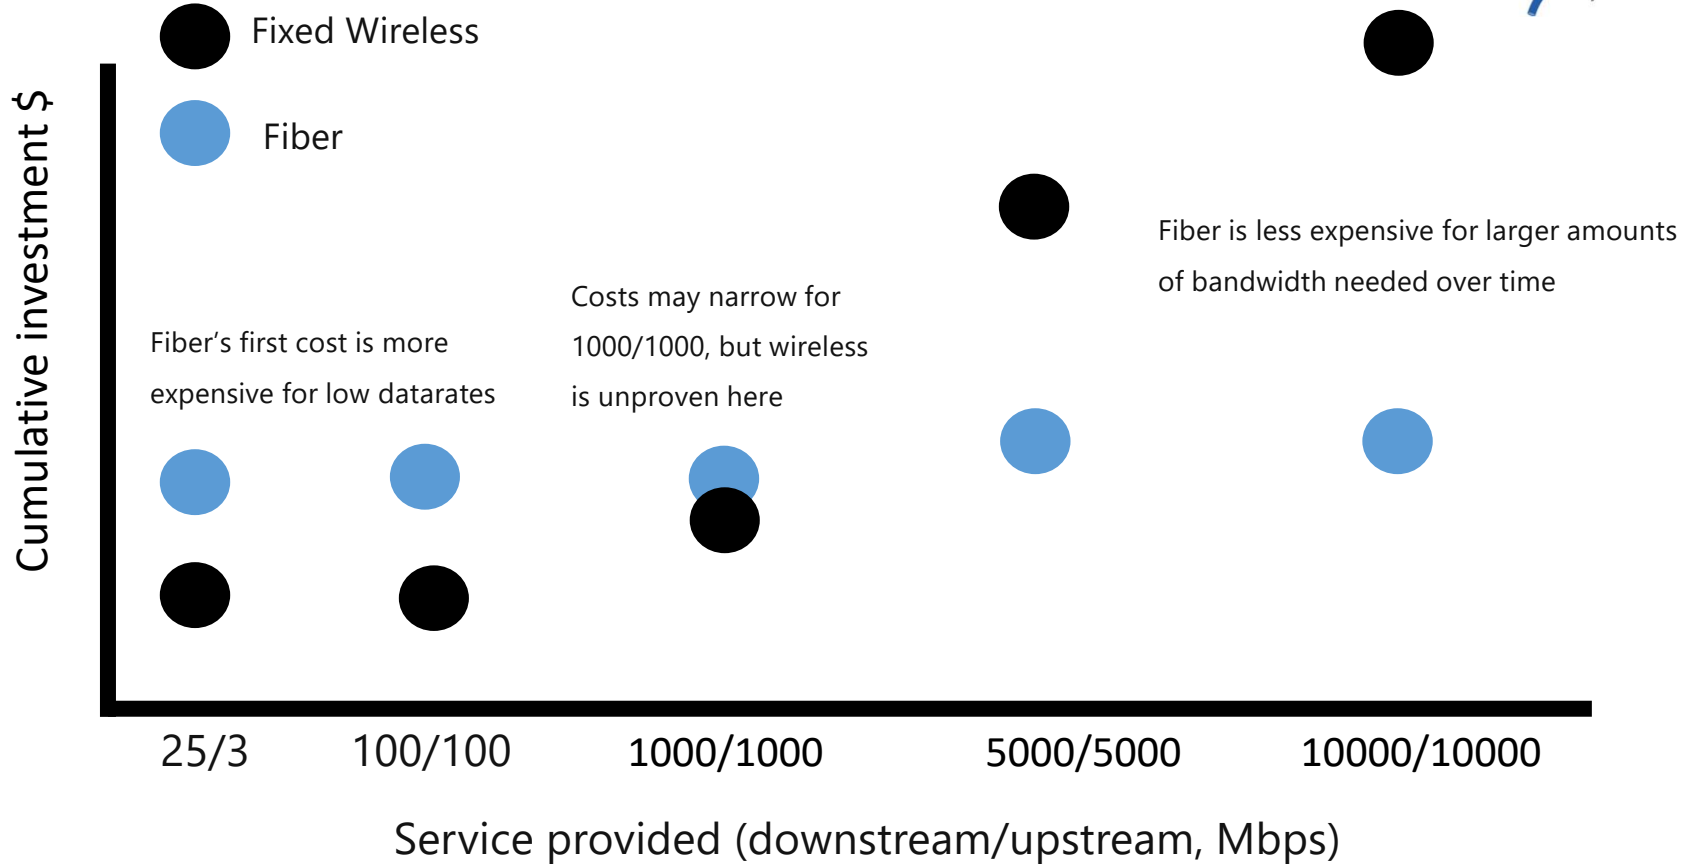 Fixed Wireless
Fiber
Cumulative investment $
Fiber is less expensive for larger amounts
of bandwidth needed over time
Costs may narrow for
1000/1000, but wireless
is unproven here
Fiber’s first cost is more
expensive for low datarates
25/3 100/100 1000/1000 5000/5000 10000/10000
Service provided (downstream/upstream, Mbps)